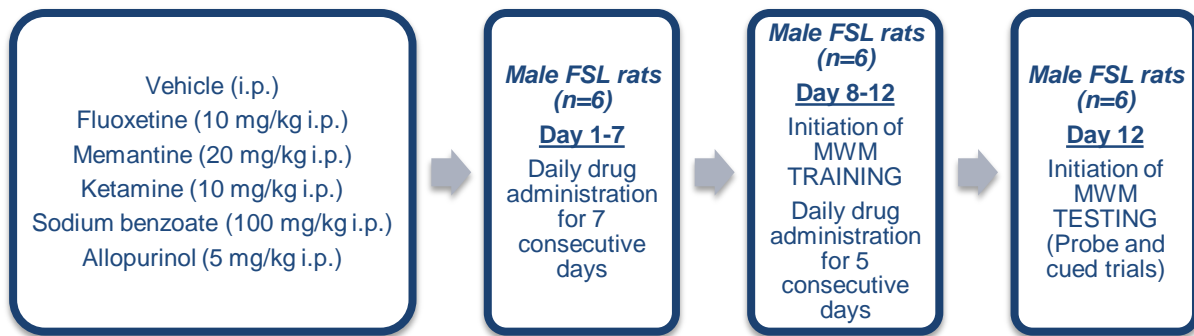 Vehicle (i.p.)
Fluoxetine (10 mg/kg i.p.)
Memantine (20 mg/kg i.p.)
Ketamine (10 mg/kg i.p.)
Sodium benzoate (100 mg/kg i.p.)
Allopurinol (5 mg/kg i.p.)
Male FSL rats
(n=6)
Day 1-7
Daily drug
administration
for 7
consecutive
days
Male FSL rats
(n=6)
Day 8-12
Initiation of
MWM
TRAINING
Daily drug
administration
for 5
consecutive
days
Male FSL rats
(n=6)
Day 12
Initiation of
MWM
TESTING
(Probe and
cued trials)